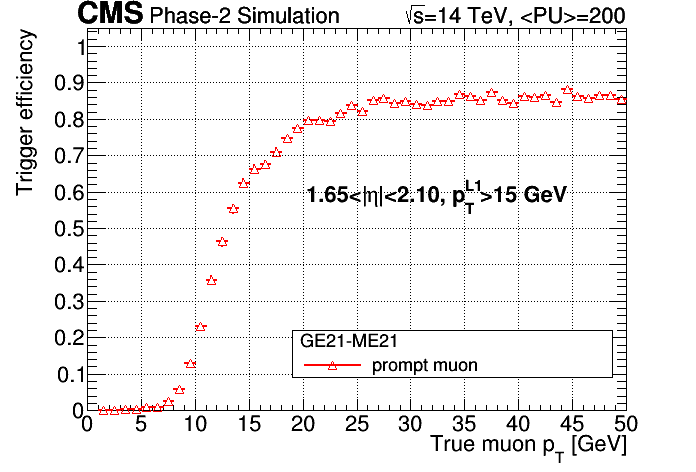 CMS Phase-2 Simulation √s=14 TeV, <PU>=200
Trigger efficiency
1
0.9
0.8
0.7
0.6
0.5
0.4
0.3
0.2
0.1
0
1.65<|η|<2.10, p_T^L1>15 GeV
GE21-ME21
prompt muon
0 5 10 15 20 25 30 35 40 45 50
True muon p_T [GeV]